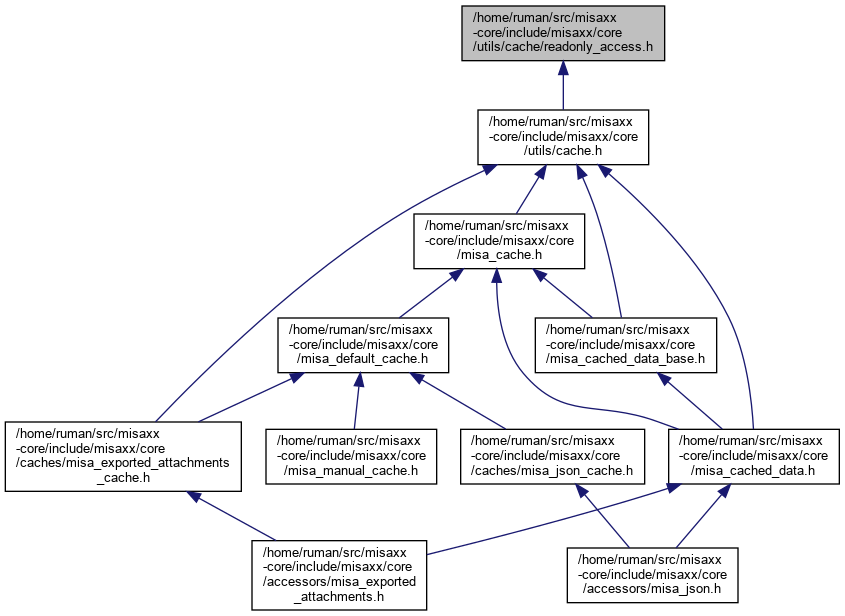 /home/ruman/src/misaxx
-core/include/misaxx/core
/utils/cache/readonly_access.h
/home/ruman/src/misaxx
-core/include/misaxx/core
/utils/cache.h
/home/ruman/src/misaxx
-core/include/misaxx/core
/misa_cache.h
/home/ruman/src/misaxx
-core/include/misaxx/core
/misa_default_cache.h
/home/ruman/src/misaxx
-core/include/misaxx/core
/misa_cached_data_base.h
/home/ruman/src/misaxx
-core/include/misaxx/core
/caches/misa_exported_attachments
_cache.h
/home/ruman/src/misaxx
-core/include/misaxx/core
/misa_manual_cache.h
/home/ruman/src/misaxx
-core/include/misaxx/core
/caches/misa_json_cache.h
/home/ruman/src/misaxx
-core/include/misaxx/core
/misa_cached_data.h
/home/ruman/src/misaxx
-core/include/misaxx/core
/accessors/misa_exported
_attachments.h
/home/ruman/src/misaxx
-core/include/misaxx/core
/accessors/misa_json.h